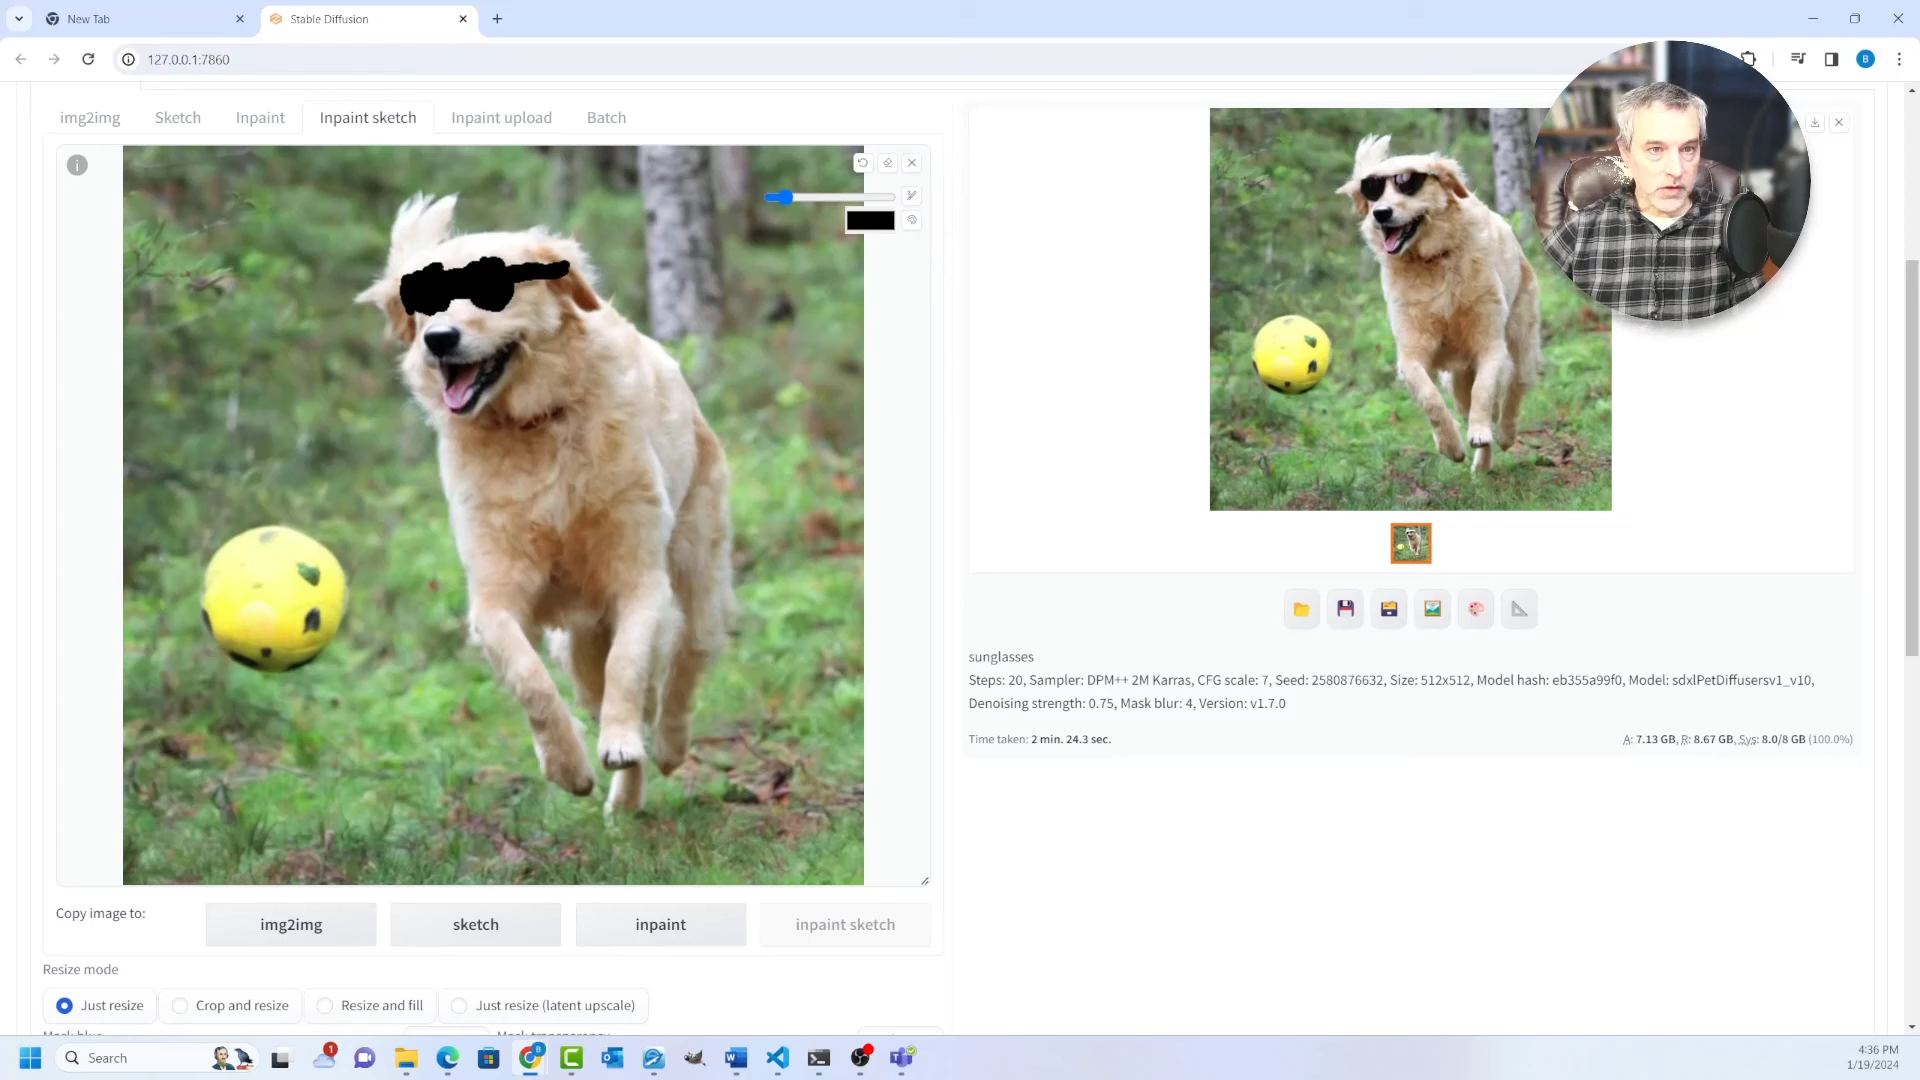 New Tab
Stable Diffusion
127.0.0.1:7860
B
img2img
Sketch
Inpaint
Inpaint sketch
Inpaint upload
Batch
sunglasses
Steps: 20, Sampler: DPM++ 2M Karras, CFG scale: 7, Seed: 2580876632, Size: 512x512, Model hash: eb355a99f0, Model: sdxlPetDiffusersv1_v10,
Denoising strength: 0.75, Mask blur: 4, Version: v1.7.0
Time taken: 2 min. 24.3 sec.
A: 7.13 GB, R: 8.67 GB, Sys: 8.0/8 GB (100.0%)
Copy image to:
img2img
sketch
inpaint
inpaint sketch
Resize mode
Just resize
Crop and resize
Resize and fill
Just resize (latent upscale)
Mask blur
Mask transparency
Search
1
4:36 PM
1/19/2024